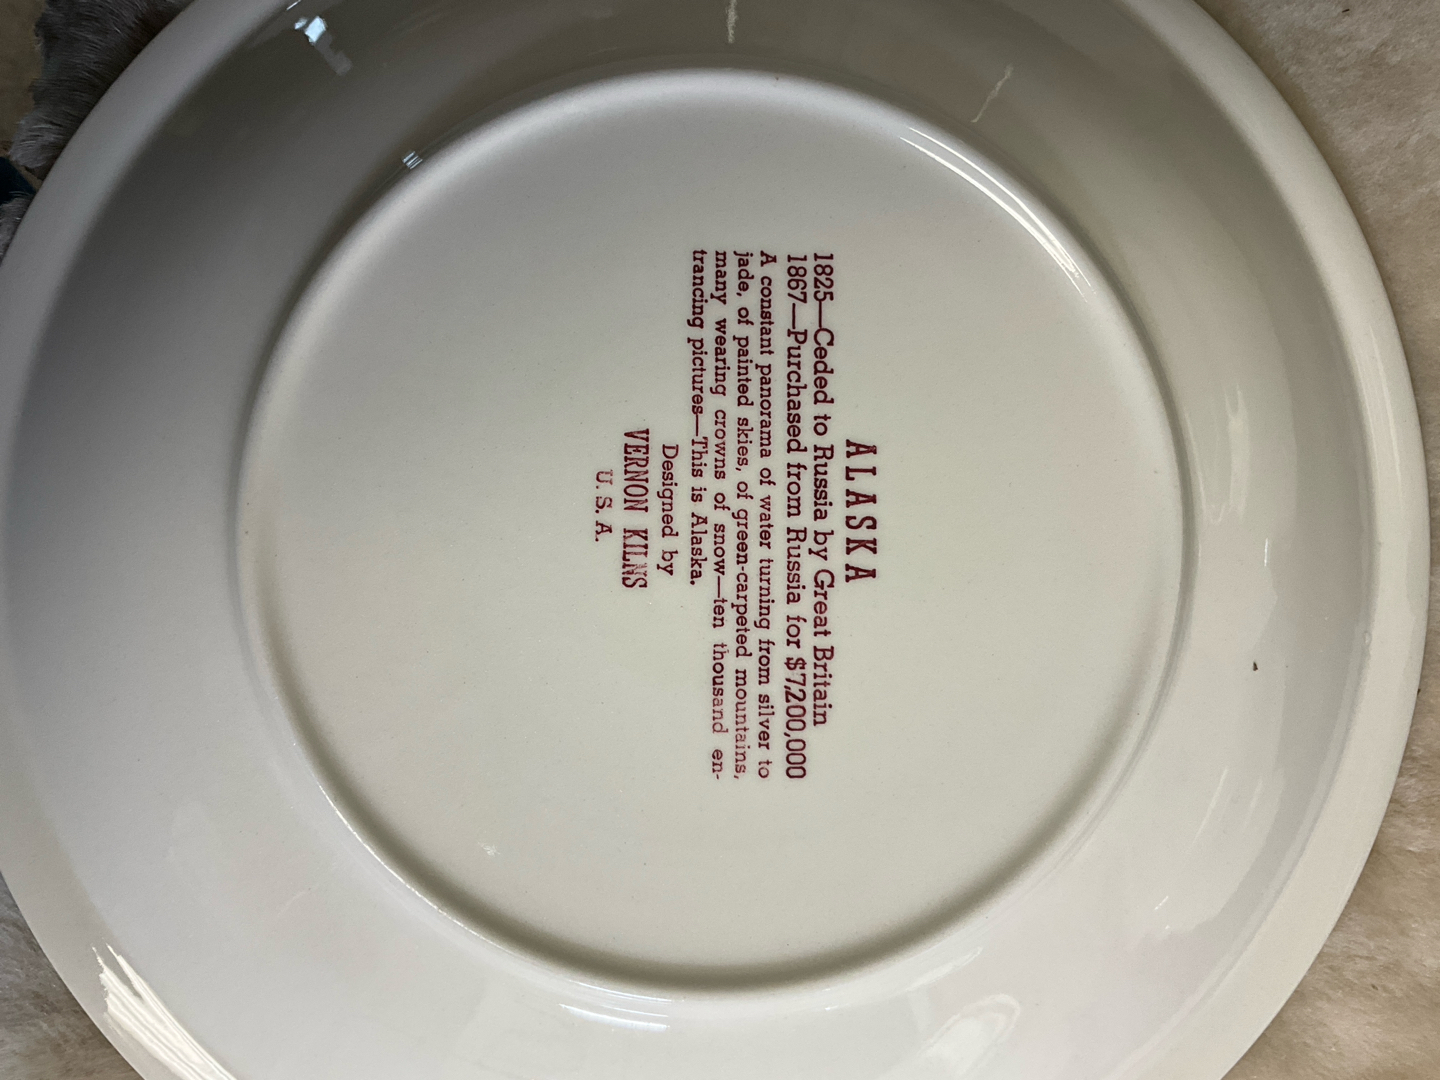 ALASKA
1825—Ceded to Russia by Great Britain
1867—Purchased from Russia for $7,200,000
A constant panorama of water turning from silver to
jade, of painted skies, of green-carpeted mountains,
many wearing crowns of snow—ten thousand en-
trancing pictures—This is Alaska.
Designed by
VERNON KILNS
U. S. A.